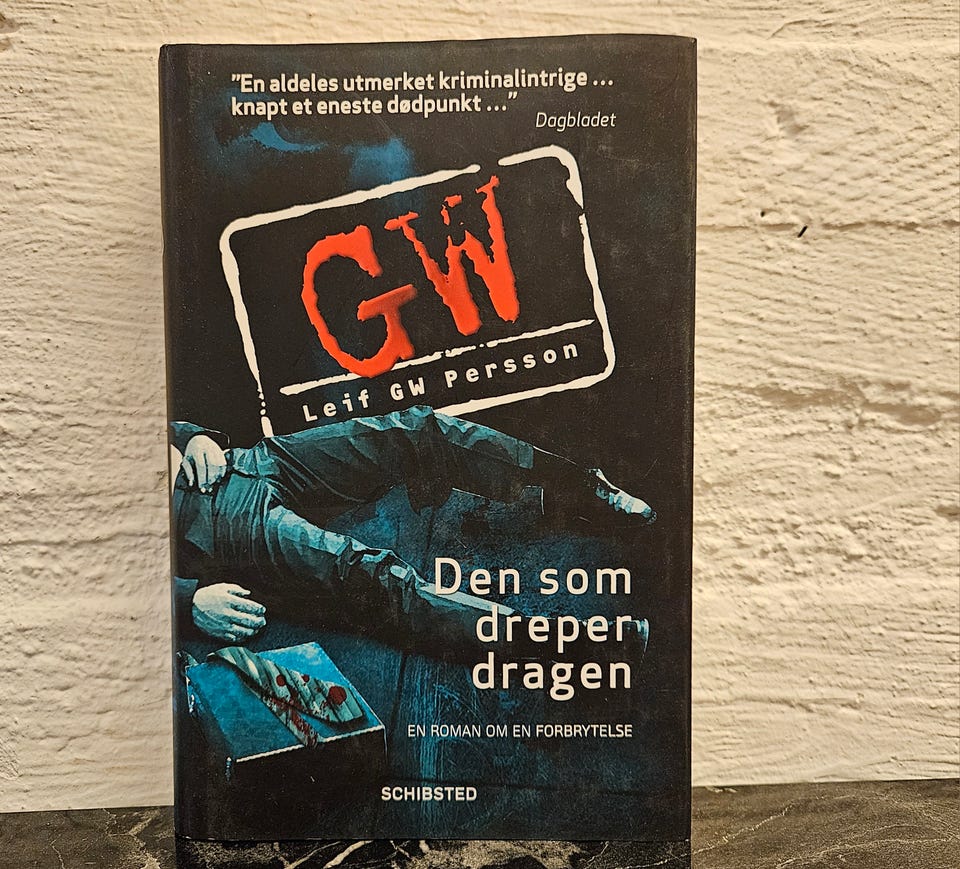 ”En aldeles utmerket kriminalintrige ...
knapt et eneste dødpunkt ...”
Dagbladet
GW
Leif GW Persson
Den som
dreper
dragen
EN ROMAN OM EN FORBRYTELSE
SCHIBSTED